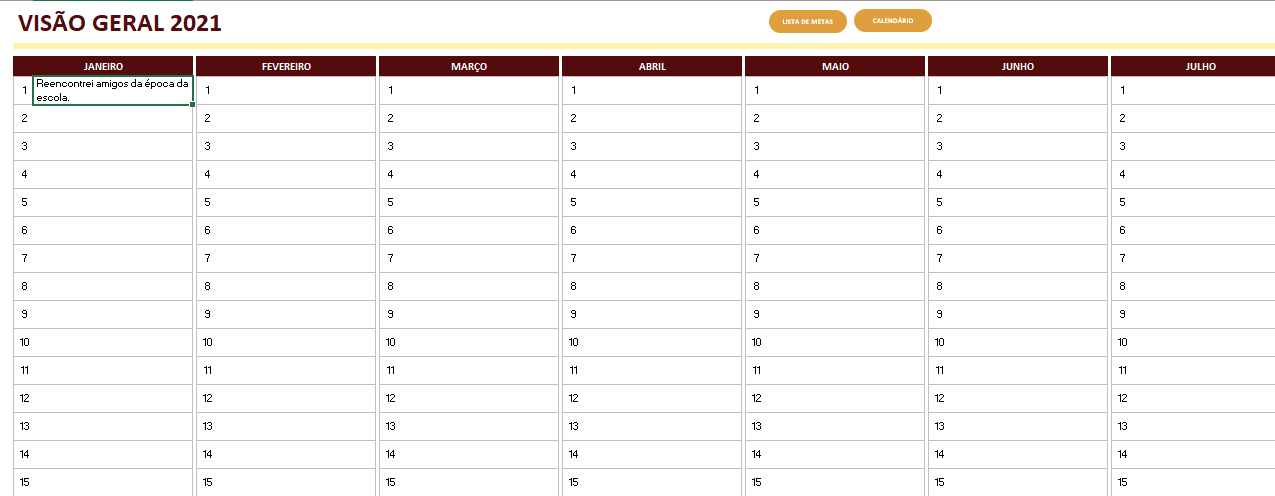 VISÃO GERAL 2021
LISTA DE METAS CALENDÁRIO
JANEIRO FEVEREIRO MARÇO ABRIL MAIO JUNHO JULHO
Reencontrei amigos da época da
1 escola. 1 1 1 1 1 1
2 2 2 2 2 2 2
3 3 3 3 3 3 3
4 4 4 4 4 4 4
5 5 5 5 5 5 5
6 6 6 6 6 6 6
7 7 7 7 7 7 7
8 8 8 8 8 8 8
9 9 9 9 9 9 9
10 10 10 10 10 10 10
11 11 11 11 11 11 11
12 12 12 12 12 12 12
13 13 13 13 13 13 13
14 14 14 14 14 14 14
15 15 15 15 15 15 15